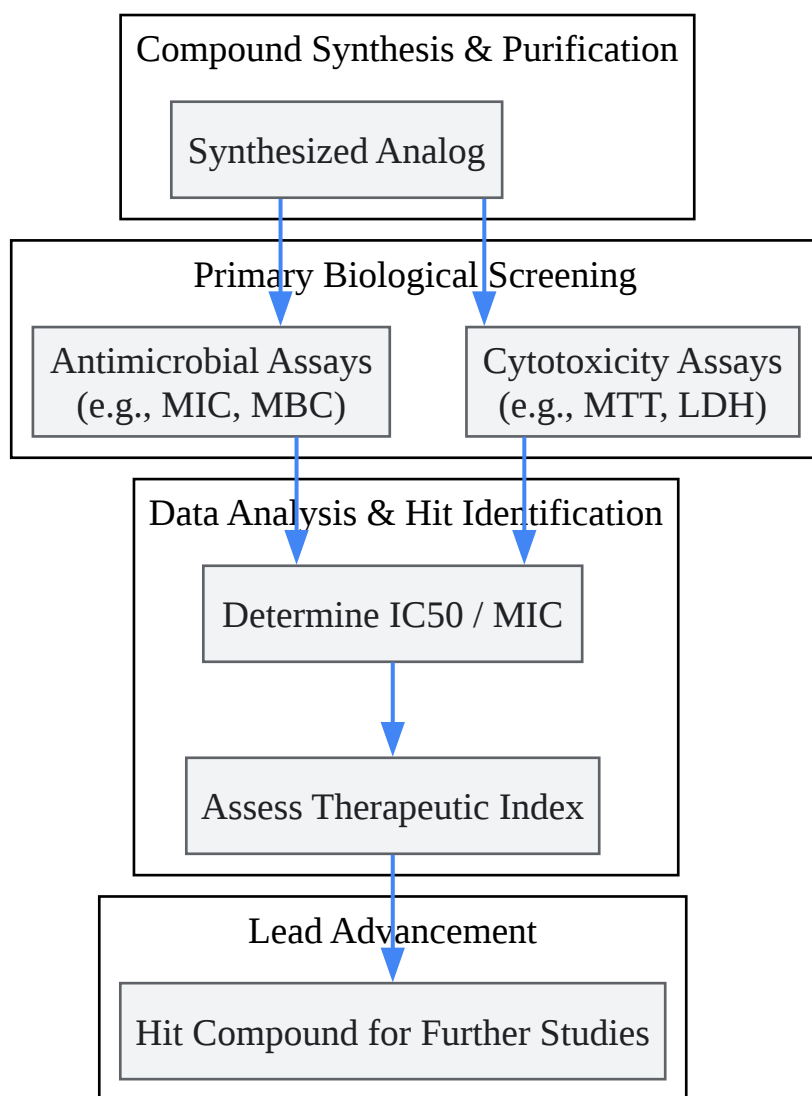 Compound Synthesis & Purification
Synthesized Analog
Primary Biological Screening
Antimicrobial Assays
(e.g., MIC, MBC)
Cytotoxicity Assays
(e.g., MTT, LDH)
Data Analysis & Hit Identification
Determine IC50 / MIC
Assess Therapeutic Index
Lead Advancement
Hit Compound for Further Studies